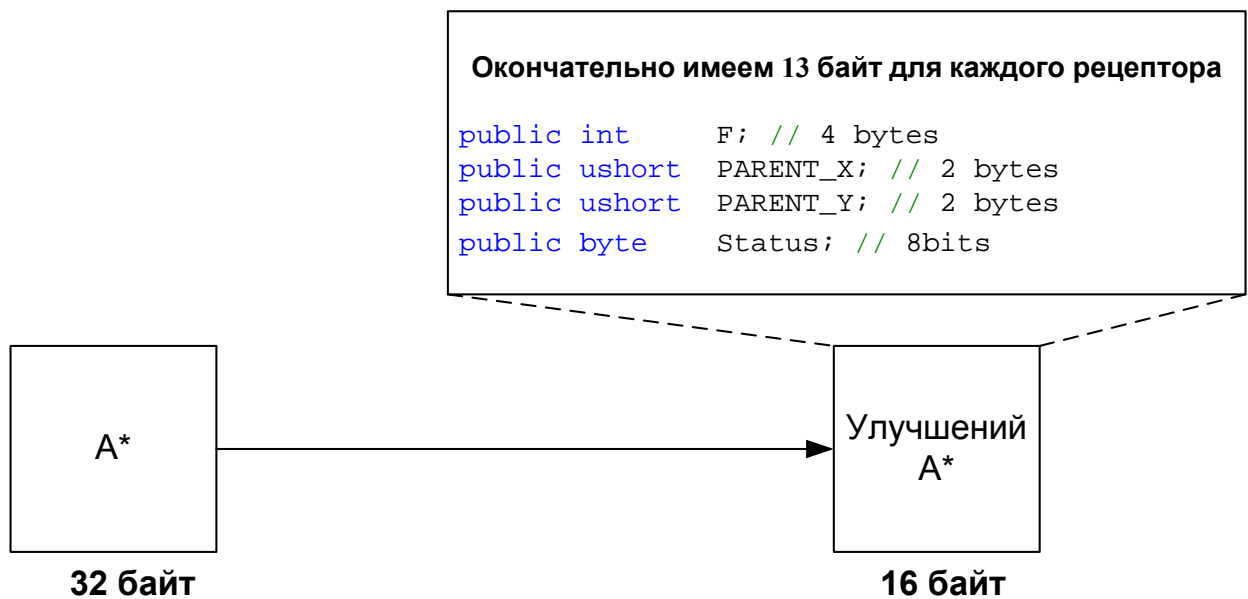 Окончательно имеем 13 байт для каждого рецептора
public int F; // 4 bytes
public ushort PARENT_X; // 2 bytes
public ushort PARENT_Y; // 2 bytes
public byte Status; // 8bits
A*
Улучшений
A*
32 байт
16 байт